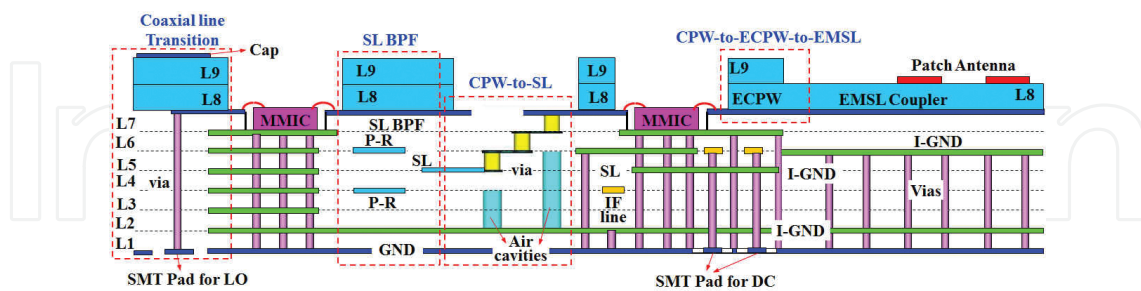 Coaxial line
Transition
Cap
SL BPF
CPW-to-SL
CPW-to-ECPW-to-EMSL
Patch Antenna
L9
L8
L9
L8
L9
L8
L9
ECPW
EMSL Coupler
L8
MMIC
SL BPF
MMIC
L7
L6
L5
L4
L3
L2
L1
via
P-R
SL
P-R
via
SL
IF
line
I-GND
I-GND
Vias
I-GND
GND
Air
cavities
SMT Pad for LO
SMT Pad for DC